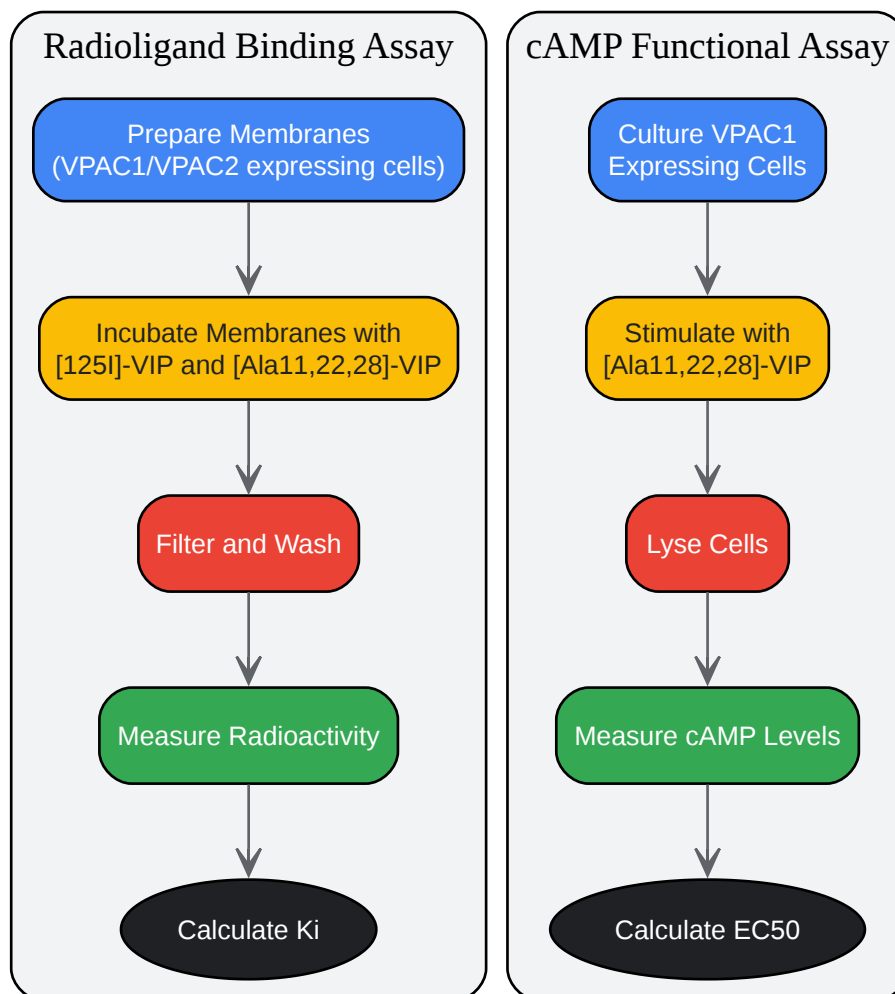 Radioligand Binding Assay
Prepare Membranes
(VPAC1/VPAC2 expressing cells)
Incubate Membranes with
[125I]-VIP and [Ala11,22,28]-VIP
Filter and Wash
Measure Radioactivity
Calculate Ki
cAMP Functional Assay
Culture VPAC1
Expressing Cells
Stimulate with
[Ala11,22,28]-VIP
Lyse Cells
Measure cAMP Levels
Calculate EC50